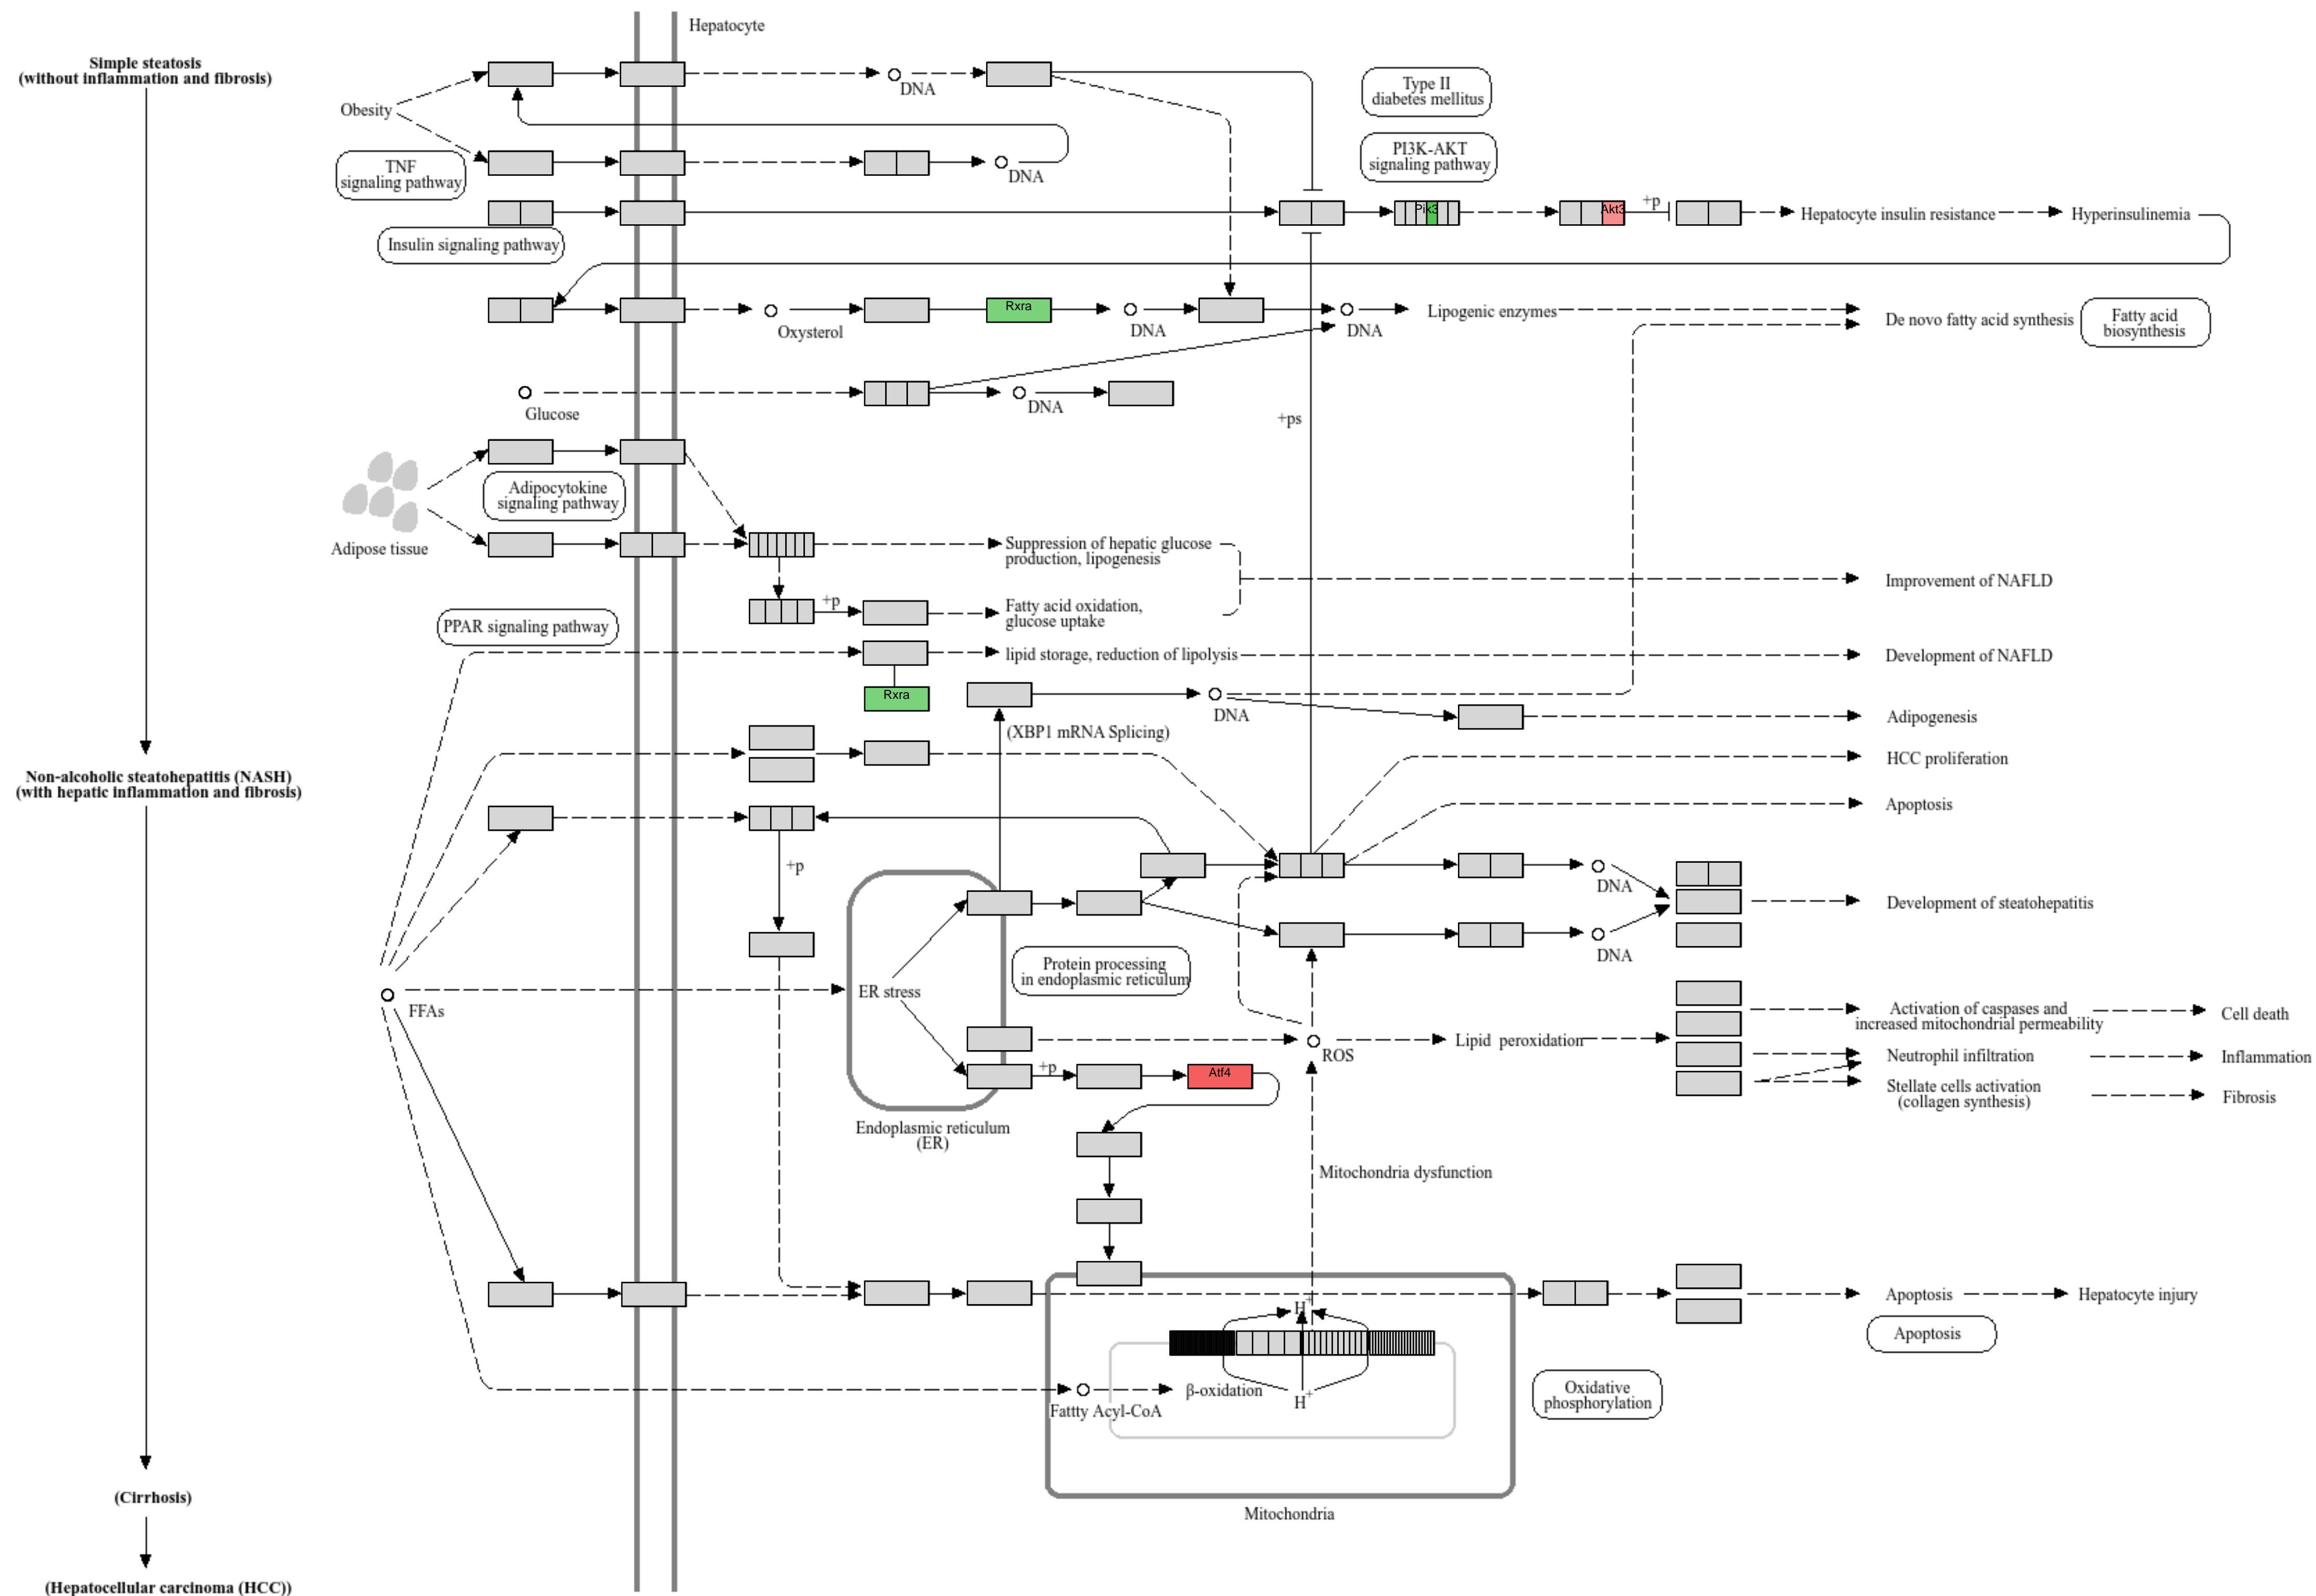 Hepatocyte
Simple steatosis
(without inflammation and fibrosis)
Obesity
DNA
Type II
diabetes mellitus
TNF
signaling pathway
DNA
PI3K-AKT
signaling pathway
Insulin signaling pathway
Pik3
Akt3
+p
Hepatocyte insulin resistance
Hyperinsulinemia
Oxysterol
Rxra
DNA
DNA
Lipogenic enzymes
De novo fatty acid synthesis
Fatty acid
biosynthesis
Glucose
DNA
+ps
Adipocytokine
signaling pathway
Adipose tissue
Suppression of hepatic glucose
production, lipogenesis
Improvement of NAFLD
+p
Fatty acid oxidation,
glucose uptake
PPAR signaling pathway
lipid storage, reduction of lipolysis
Development of NAFLD
Rxra
DNA
(XBP1 mRNA Splicing)
Adipogenesis
HCC proliferation
Non-alcoholic steatohepatitis (NASH)
(with hepatic inflammation and fibrosis)
Apoptosis
+p
DNA
Development of steatohepatitis
DNA
Protein processing
in endoplasmic reticulum
ER stress
FFAs
ROS
Lipid peroxidation
Activation of caspases and
increased mitochondrial permeability
Cell death
Neutrophil infiltration
Inflammation
+p
Atf4
Stellate cells activation
(collagen synthesis)
Fibrosis
Endoplasmic reticulum
(ER)
Mitochondria dysfunction
Apoptosis
Hepatocyte injury
H+
Apoptosis
β-oxidation
H+
Fattty Acyl-CoA
Oxidative
phosphorylation
Mitochondria
(Cirrhosis)
(Hepatocellular carcinoma (HCC))